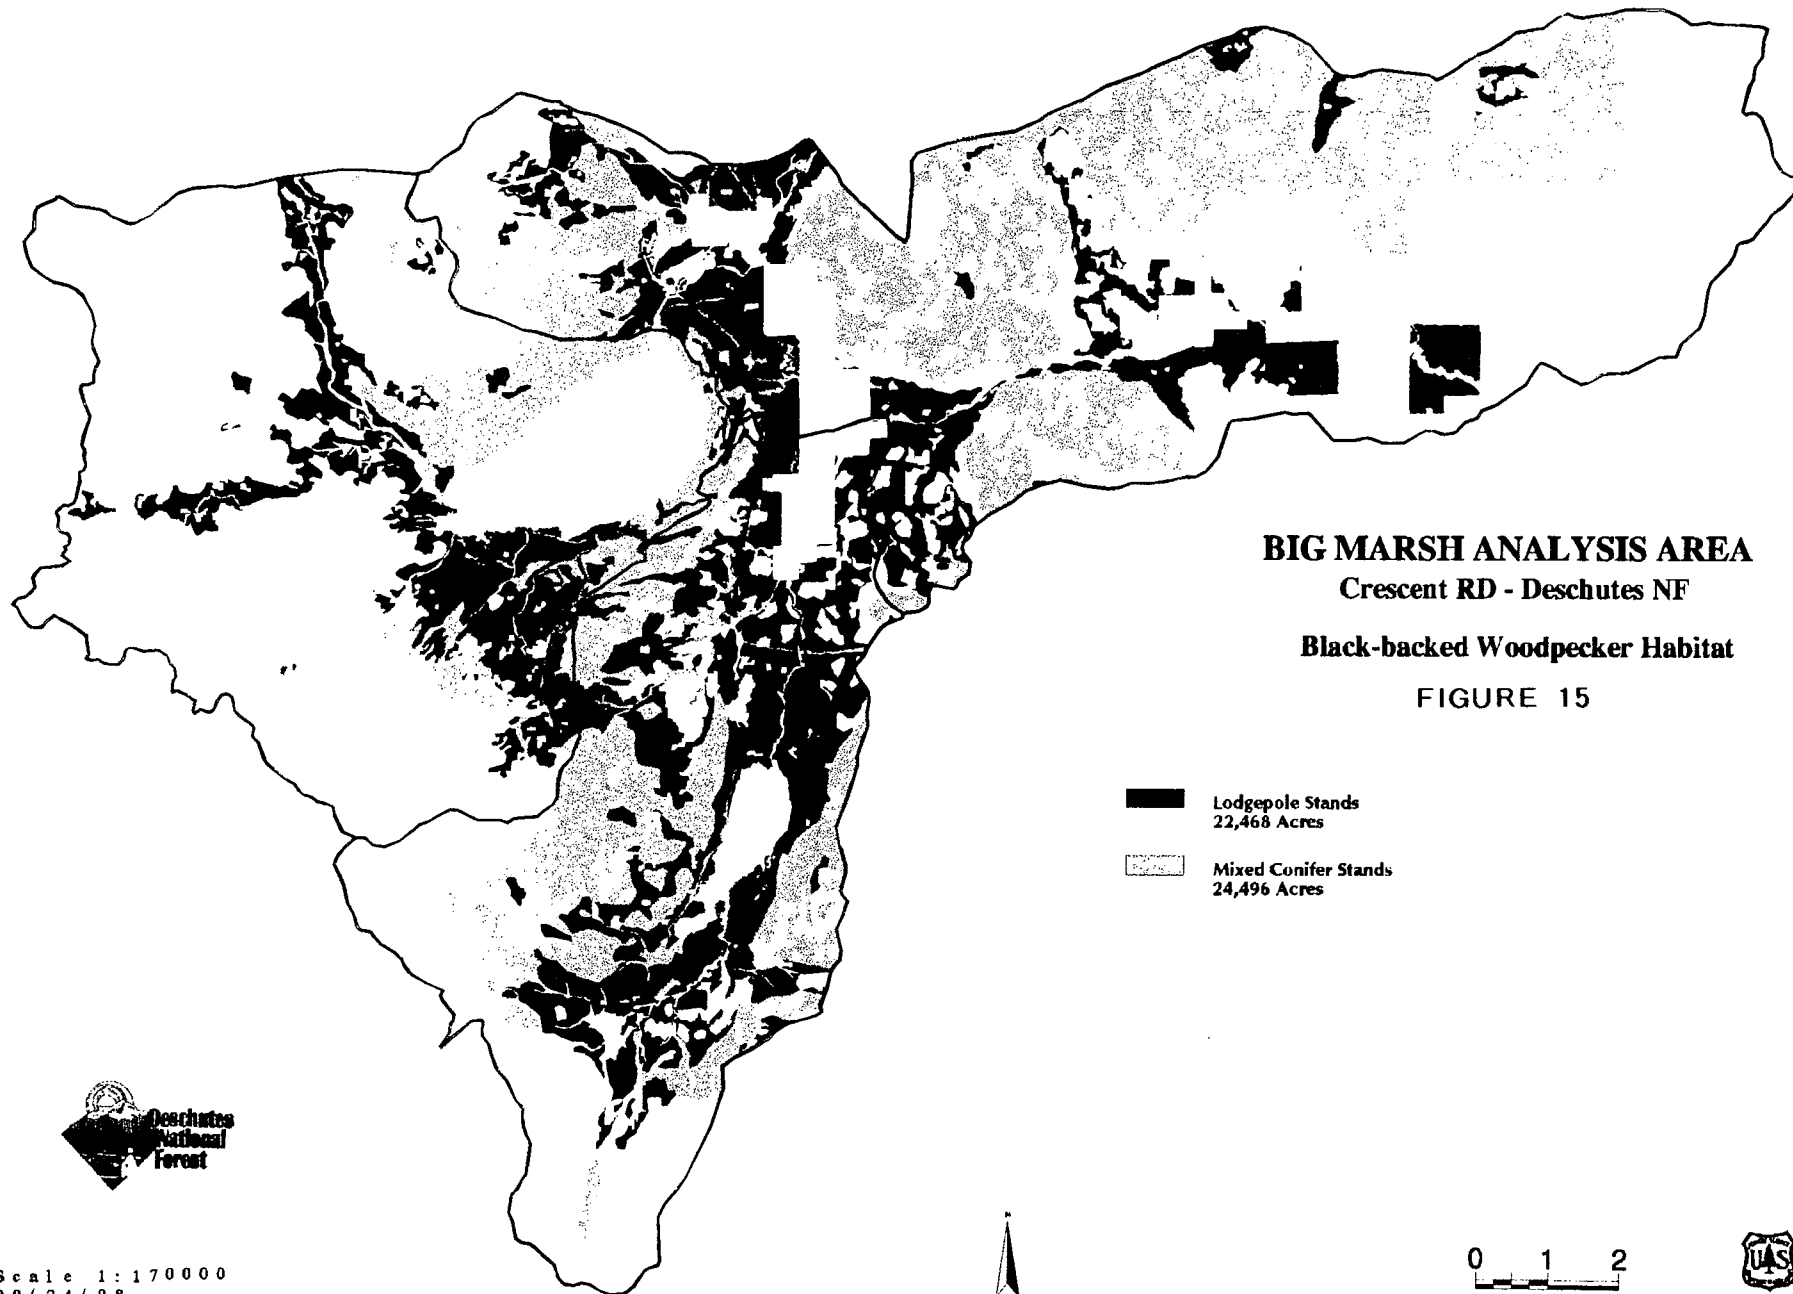 BIG MARSH ANALYSIS AREA
Crescent RD - Deschutes NF
Black-backed Woodpecker Habitat
FIGURE 15
Lodgepole Stands
22,468 Acres
Mixed Conifer Stands
24,496 Acres
Deschutes
National
Forest
N
Scale 1:170000
0 1 2
US